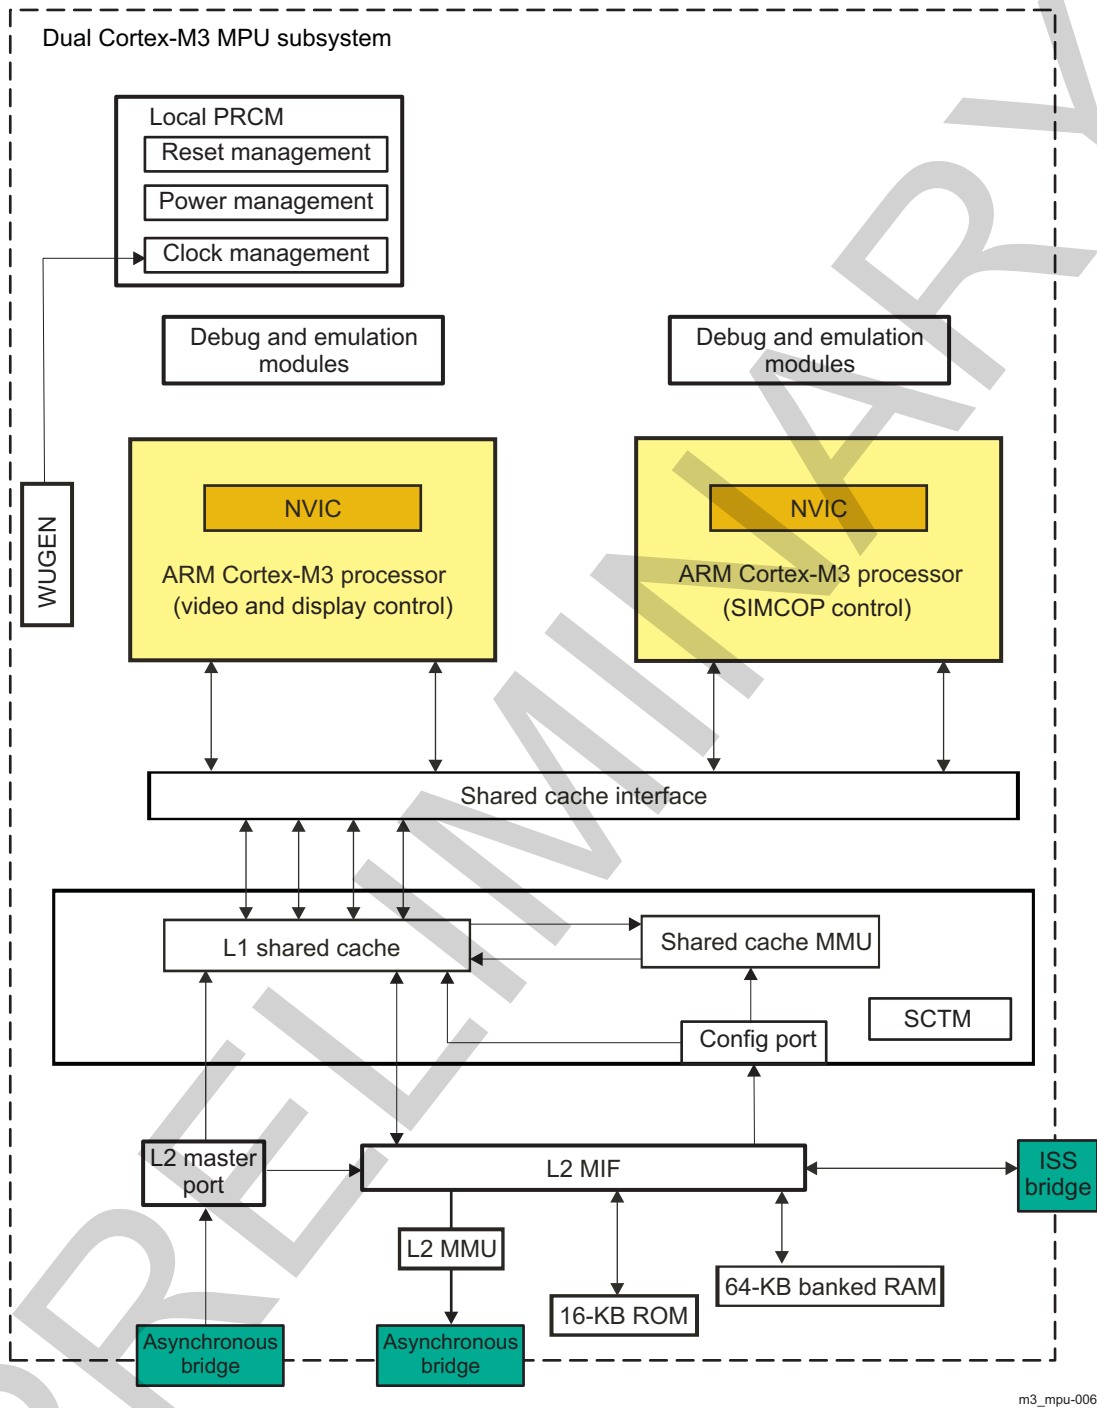 Dual Cortex-M3 MPU subsystem
Local PRCM
Reset management
Power management
Clock management
Debug and emulation
modules
Debug and emulation
modules
WUGEN
NVIC
ARM Cortex-M3 processor
(video and display control)
NVIC
ARM Cortex-M3 processor
(SIMCOP control)
Shared cache interface
L1 shared cache
Shared cache MMU
SCTM
Config port
L2 master
port
L2 MIF
ISS
bridge
L2 MMU
64-KB banked RAM
16-KB ROM
Asynchronous
bridge
Asynchronous
bridge
m3_mpu-006
PRELIMINARY